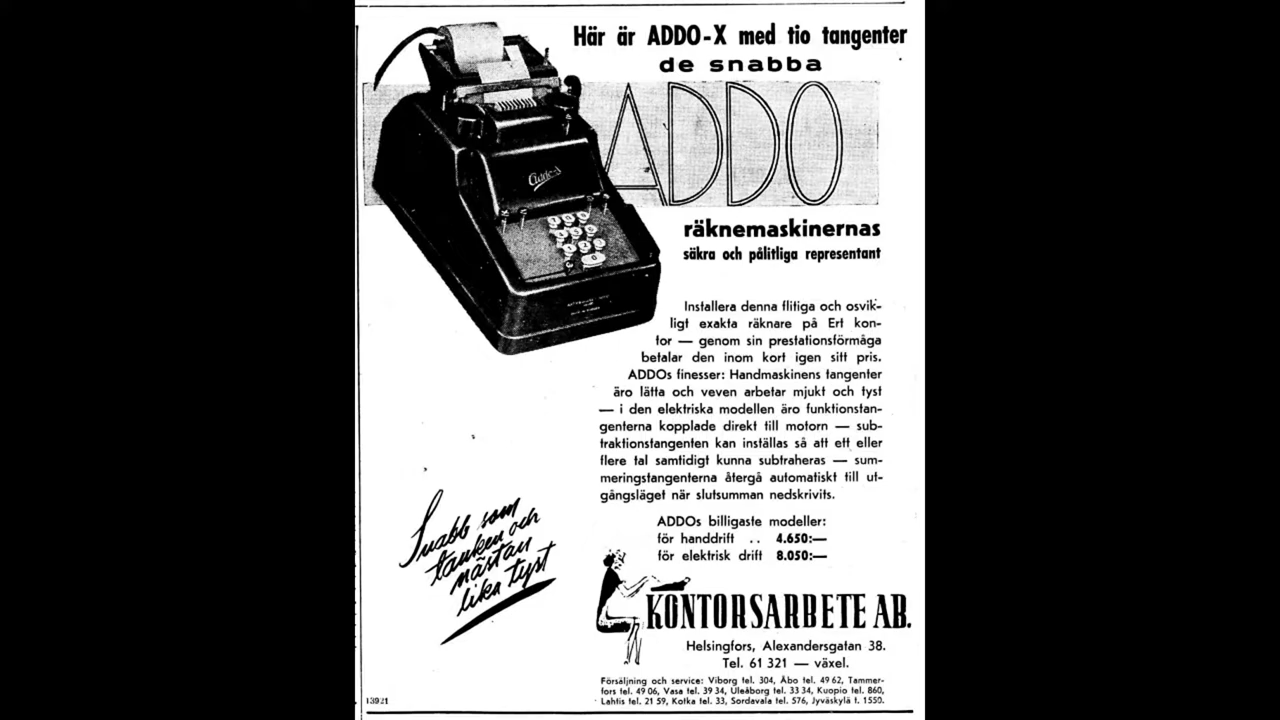 Här är ADDO-X med tio tangenter
de snabba
ADDO
Addo-X
räknemaskinernas
säkra och pålitliga representant
Installera denna flitiga och osvik-
ligt exakta räknare på Ert kon-
tor — genom sin prestationsförmåga
betalar den inom kort igen sitt pris.
ADDOs finesser: Handmaskinens tangenter
äro lätta och veven arbetar mjukt och tyst
— i den elektriska modellen äro funktionstan-
genterna kopplade direkt till motorn — sub-
traktionstangenten kan inställas så att ett eller
flere tal samtidigt kunna subtraheras — sum-
meringstangenterna återgå automatiskt till ut-
gångsläget när slutsumman nedskrivits.
Snabb som
tanken och
nästan
lika tyst
ADDOs billigaste modeller:
för handdrift .. 4.650:—
för elektrisk drift 8.050:—
KONTORSARBETE AB.
Helsingfors, Alexandersgatan 38.
Tel. 61 321 — växel.
Försäljning och service: Viborg tel. 304, Åbo tel. 49 62, Tammer-
fors tel. 49 06, Vasa tel. 39 34, Uleåborg tel. 33 34, Kuopio tel. 860,
Lahtis tel. 21 59, Kotka tel. 33, Sordavala tel. 576, Jyväskylä t. 1550.
13921